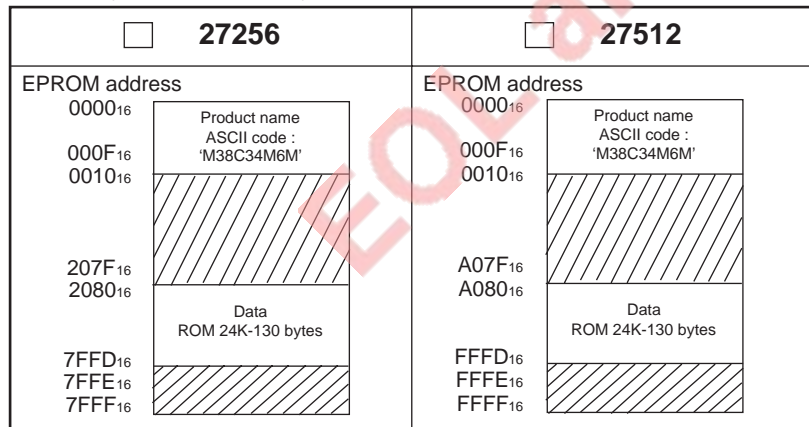 27256
EPROM address
0000₁₆
Product name
ASCII code :
'M38C34M6M'
000F₁₆
0010₁₆
207F₁₆
2080₁₆
Data
ROM 24K-130 bytes
7FFD₁₆
7FFE₁₆
7FFF₁₆
27512
EPROM address
0000₁₆
Product name
ASCII code :
'M38C34M6M'
000F₁₆
0010₁₆
A07F₁₆
A080₁₆
Data
ROM 24K-130 bytes
FFFD₁₆
FFFE₁₆
FFFF₁₆
EOL a